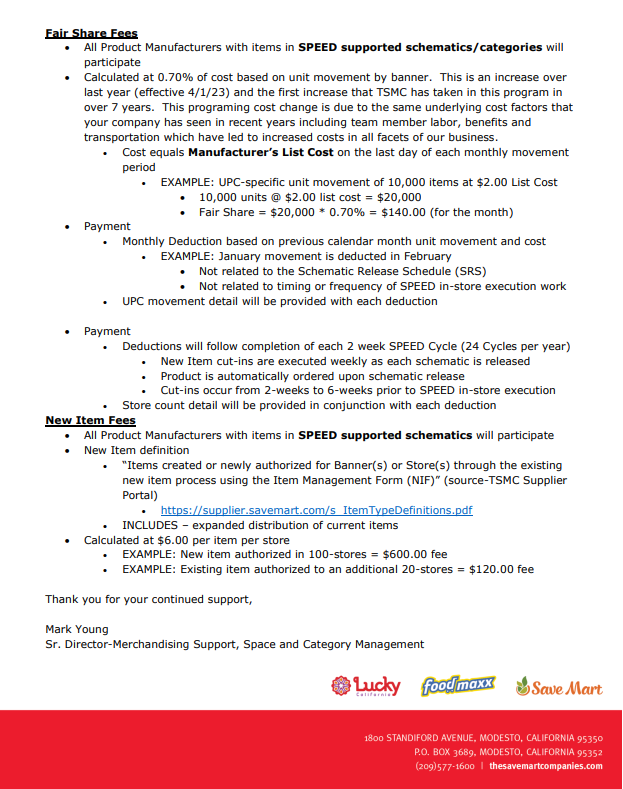 Fair Share Fees
• All Product Manufacturers with items in SPEED supported schematics/categories will
participate
• Calculated at 0.70% of cost based on unit movement by banner.  This is an increase over
last year (effective 4/1/23) and the first increase that TSMC has taken in this program in
over 7 years.  This programing cost change is due to the same underlying cost factors that
your company has seen in recent years including team member labor, benefits and
transportation which have led to increased costs in all facets of our business.
• Cost equals Manufacturer's List Cost on the last day of each monthly movement
period
• EXAMPLE: UPC-specific unit movement of 10,000 items at $2.00 List Cost
• 10,000 units @ $2.00 list cost = $20,000
• Fair Share = $20,000 * 0.70% = $140.00 (for the month)
• Payment
• Monthly Deduction based on previous calendar month unit movement and cost
• EXAMPLE: January movement is deducted in February
• Not related to the Schematic Release Schedule (SRS)
• Not related to timing or frequency of SPEED in-store execution work
• UPC movement detail will be provided with each deduction
• Payment
• Deductions will follow completion of each 2 week SPEED Cycle (24 Cycles per year)
• New Item cut-ins are executed weekly as each schematic is released
• Product is automatically ordered upon schematic release
• Cut-ins occur from 2-weeks to 6-weeks prior to SPEED in-store execution
• Store count detail will be provided in conjunction with each deduction
New Item Fees
• All Product Manufacturers with items in SPEED supported schematics will participate
• New Item definition
• "Items created or newly authorized for Banner(s) or Store(s) through the existing
new item process using the Item Management Form (NIF)" (source-TSMC Supplier
Portal)
• https://supplier.savemart.com/s_ItemTypeDefinitions.pdf
• INCLUDES – expanded distribution of current items
• Calculated at $6.00 per item per store
• EXAMPLE: New item authorized in 100-stores = $600.00 fee
• EXAMPLE: Existing item authorized to an additional 20-stores = $120.00 fee
Thank you for your continued support,
Mark Young
Sr. Director-Merchandising Support, Space and Category Management
Lucky California foodmaxx Save Mart
1800 STANDIFORD AVENUE, MODESTO, CALIFORNIA 95350
P.O. BOX 3689, MODESTO, CALIFORNIA 95352
(209)577-1600 | thesavemartcompanies.com